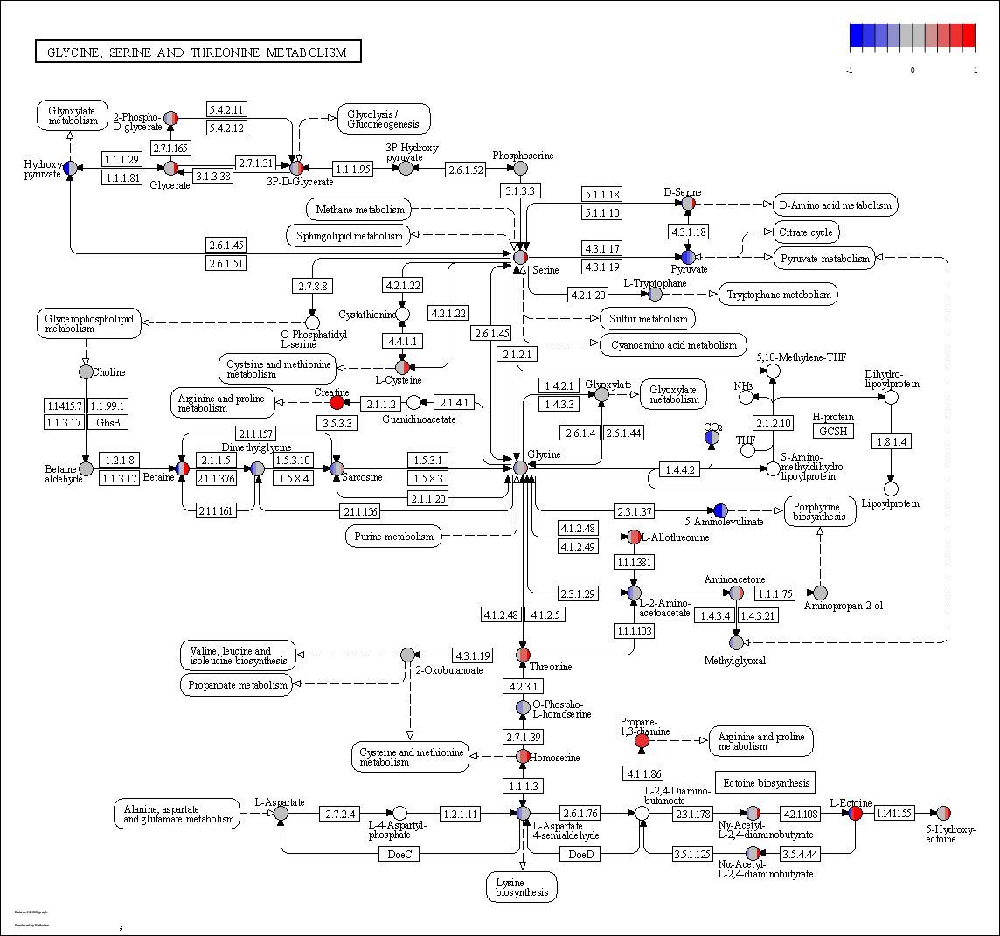 GLYCINE, SERINE AND THREONINE METABOLISM
-1
0
1
Glyoxylate
metabolism
2-Phospho-
D-glycerate
5.4.2.11
5.4.2.12
Glycolysis /
Gluconeogenesis
2.7.1.165
Hydroxy-
pyruvate
1.1.1.29
1.1.1.81
Glycerate
2.7.1.31
3.1.3.38
3P-D-Glycerate
1.1.1.95
3P-Hydroxy-
pyruvate
2.6.1.52
Phosphoserine
3.1.3.3
Methane metabolism
Sphingolipid metabolism
5.1.1.18
5.1.1.10
D-Serine
D-Amino acid metabolism
4.3.1.18
Citrate cycle
2.6.1.45
2.6.1.51
Serine
4.3.1.17
4.3.1.19
Pyruvate
Pyruvate metabolism
2.7.8.8
4.2.1.22
4.2.1.20
L-Tryptophane
Tryptophane metabolism
Glycerophospholipid
metabolism
Cystathionine
4.2.1.22
Sulfur metabolism
O-Phosphatidyl-
L-serine
4.4.1.1
2.6.1.45
2.1.2.1
Cyanoamino acid metabolism
Choline
Cysteine and methionine
metabolism
L-Cysteine
5,10-Methylene-THF
Arginine and proline
metabolism
Creatine
2.1.1.2
Guanidinoacetate
2.1.4.1
1.4.2.1
1.4.3.3
Glyoxylate
Glyoxylate
metabolism
NH3
Dihydro-
lipoylprotein
1.14.15.7
1.1.99.1
1.1.3.17
GbsB
3.5.3.3
2.6.1.4
2.6.1.44
CO2
2.1.2.10
H-protein
GCSH
1.8.1.4
2.1.1.157
Dimethylglycine
THF
Betaine
aldehyde
1.2.1.8
1.1.3.17
Betaine
2.1.1.5
2.1.1.376
1.5.3.10
1.5.8.4
Sarcosine
1.5.3.1
1.5.8.3
Glycine
1.4.4.2
S-Amino-
methyldihydro-
lipoylprotein
2.1.1.20
2.1.1.161
2.1.1.156
Lipoylprotein
2.3.1.37
5-Aminolevulinate
Porphyrine
biosynthesis
Purine metabolism
4.1.2.48
4.1.2.49
L-Allothreonine
1.1.1.381
2.3.1.29
L-2-Amino-
acetoacetate
Aminoacetone
1.1.1.75
Aminopropan-2-ol
4.1.2.48
4.1.2.5
1.4.3.4
1.4.3.21
1.1.1.103
Methylglyoxal
Valine, leucine and
isoleucine biosynthesis
4.3.1.19
2-Oxobutanoate
Threonine
Propanoate metabolism
4.2.3.1
O-Phospho-
L-homoserine
2.7.1.39
Propane-
1,3-diamine
Arginine and proline
metabolism
Cysteine and methionine
metabolism
Homoserine
4.1.1.86
Ectoine biosynthesis
1.1.1.3
Alanine, aspartate
and glutamate metabolism
L-Aspartate
2.7.2.4
L-4-Aspartyl-
phosphate
1.2.1.11
L-Aspartate
4-semialdehyde
2.6.1.76
L-2,4-Diamino-
butanoate
2.3.1.178
Nγ-Acetyl-
L-2,4-diaminobutyrate
4.2.1.108
L-Ectoine
1.14.11.55
5-Hydroxy-
ectoine
DoeC
DoeD
3.5.1.125
Nα-Acetyl-
L-2,4-diaminobutyrate
3.5.4.44
Lysine
biosynthesis
Data on KEGG graph
Rendered by Pathview
;